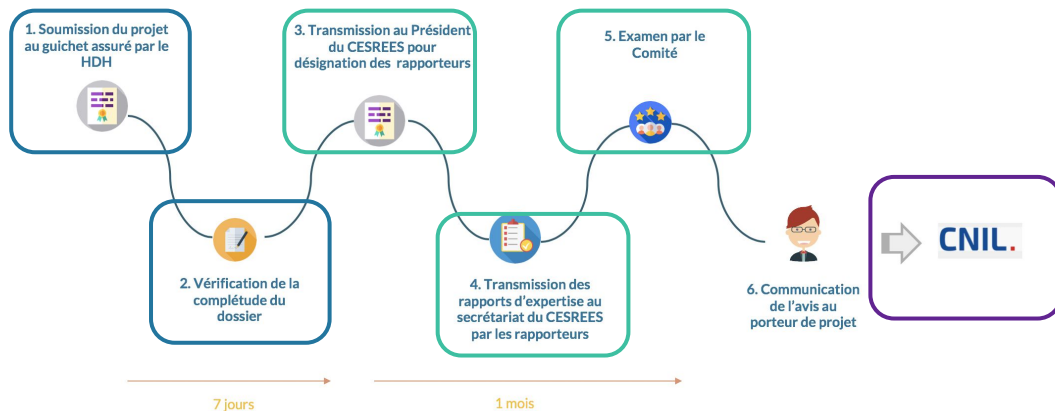 1. Soumission du projet
au guichet assuré par le
HDH
2. Vérification de la
complétude du
dossier
3. Transmission au Président
du CESREES pour
désignation des rapporteurs
4. Transmission des
rapports d'expertise au
secrétariat du CESREES
par les rapporteurs
5. Examen par le
Comité
6. Communication
de l'avis au
porteur de projet
CNIL.
7 jours
1 mois